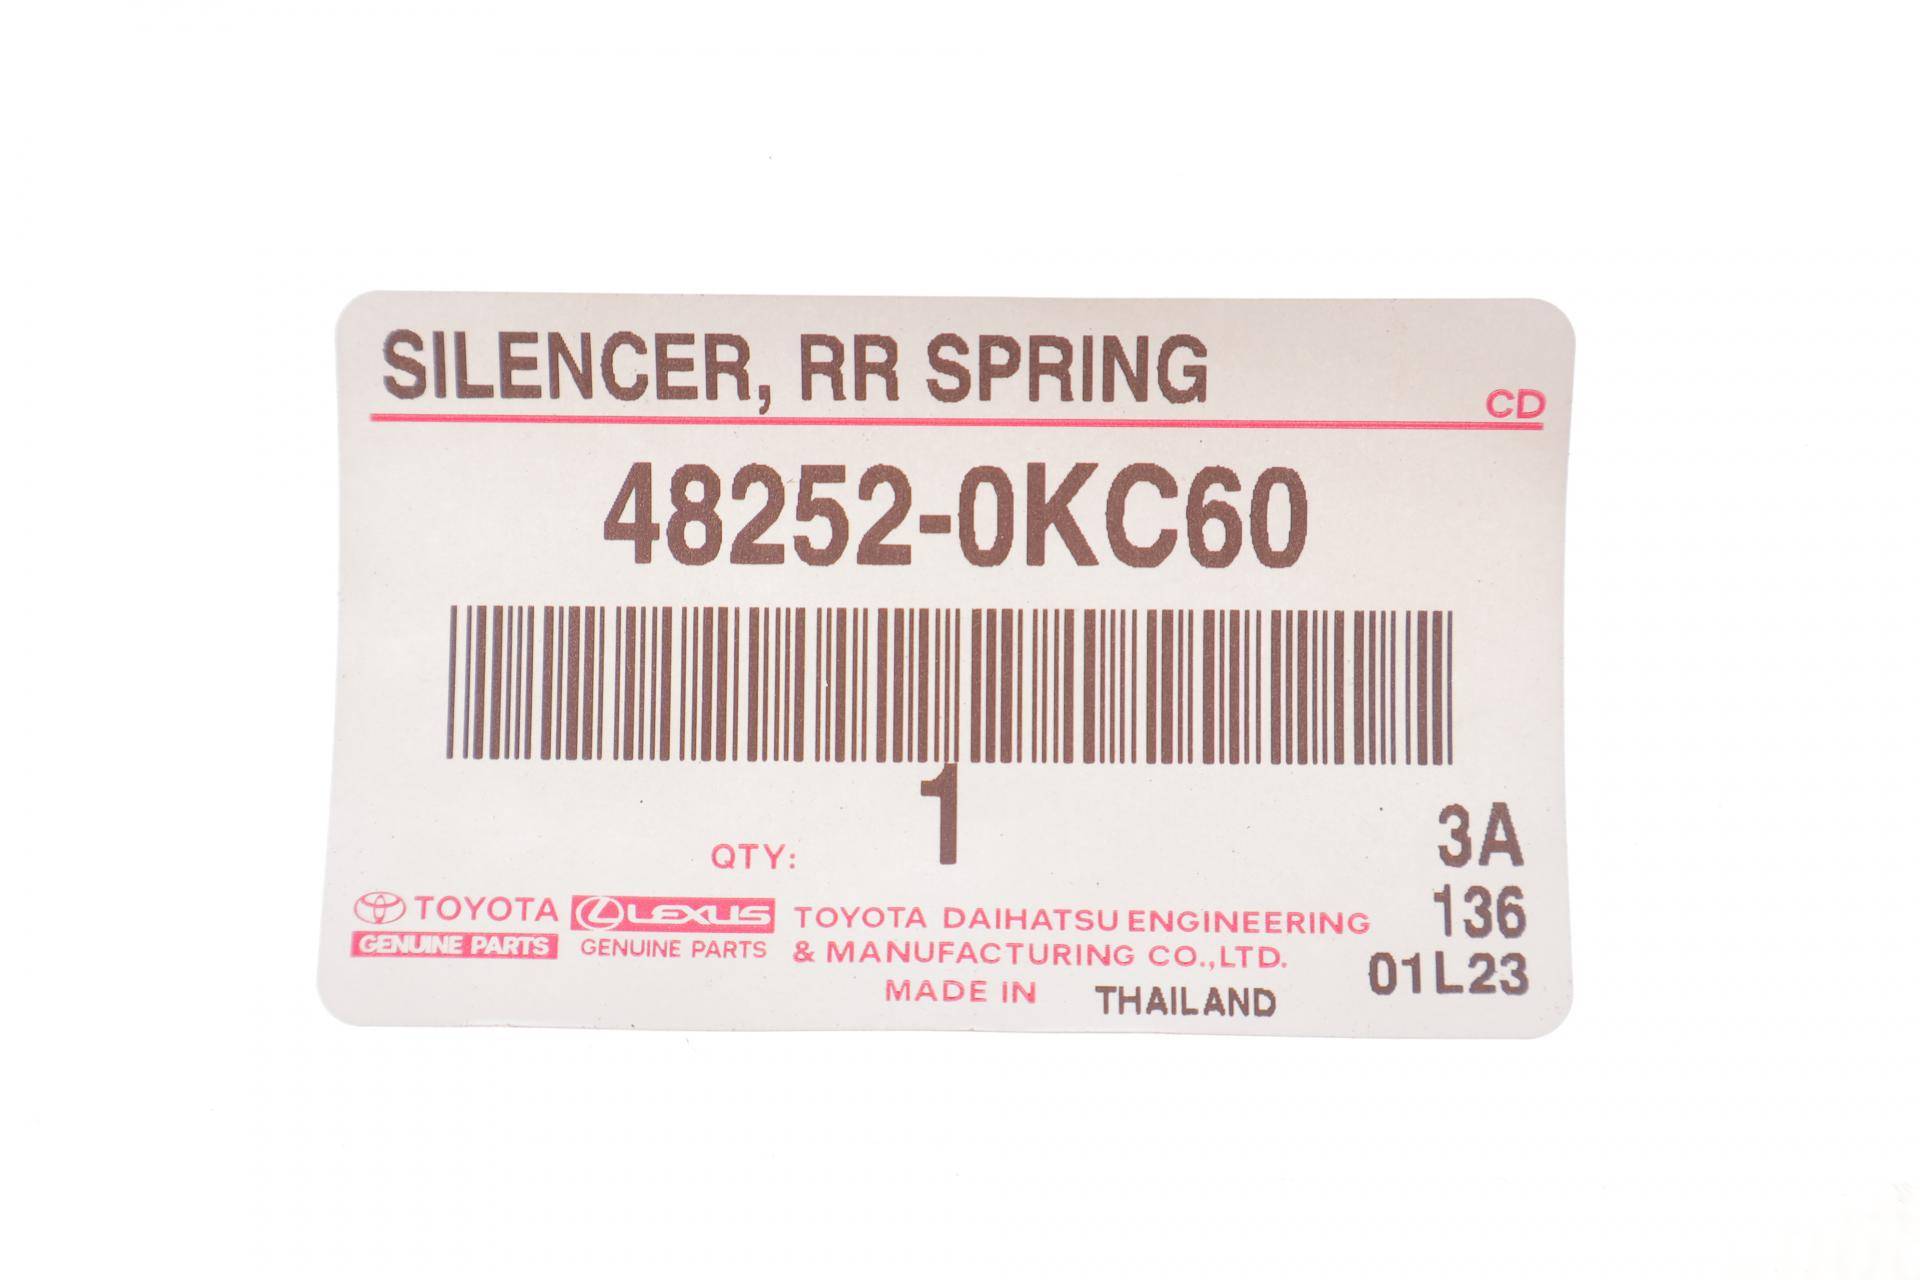 SILENCER, RR SPRING
CD
48252-0KC60
1
QTY:
3A
136
01L23
TOYOTA
GENUINE PARTS
LEXUS
GENUINE PARTS
TOYOTA DAIHATSU ENGINEERING
& MANUFACTURING CO.,LTD.
MADE IN THAILAND